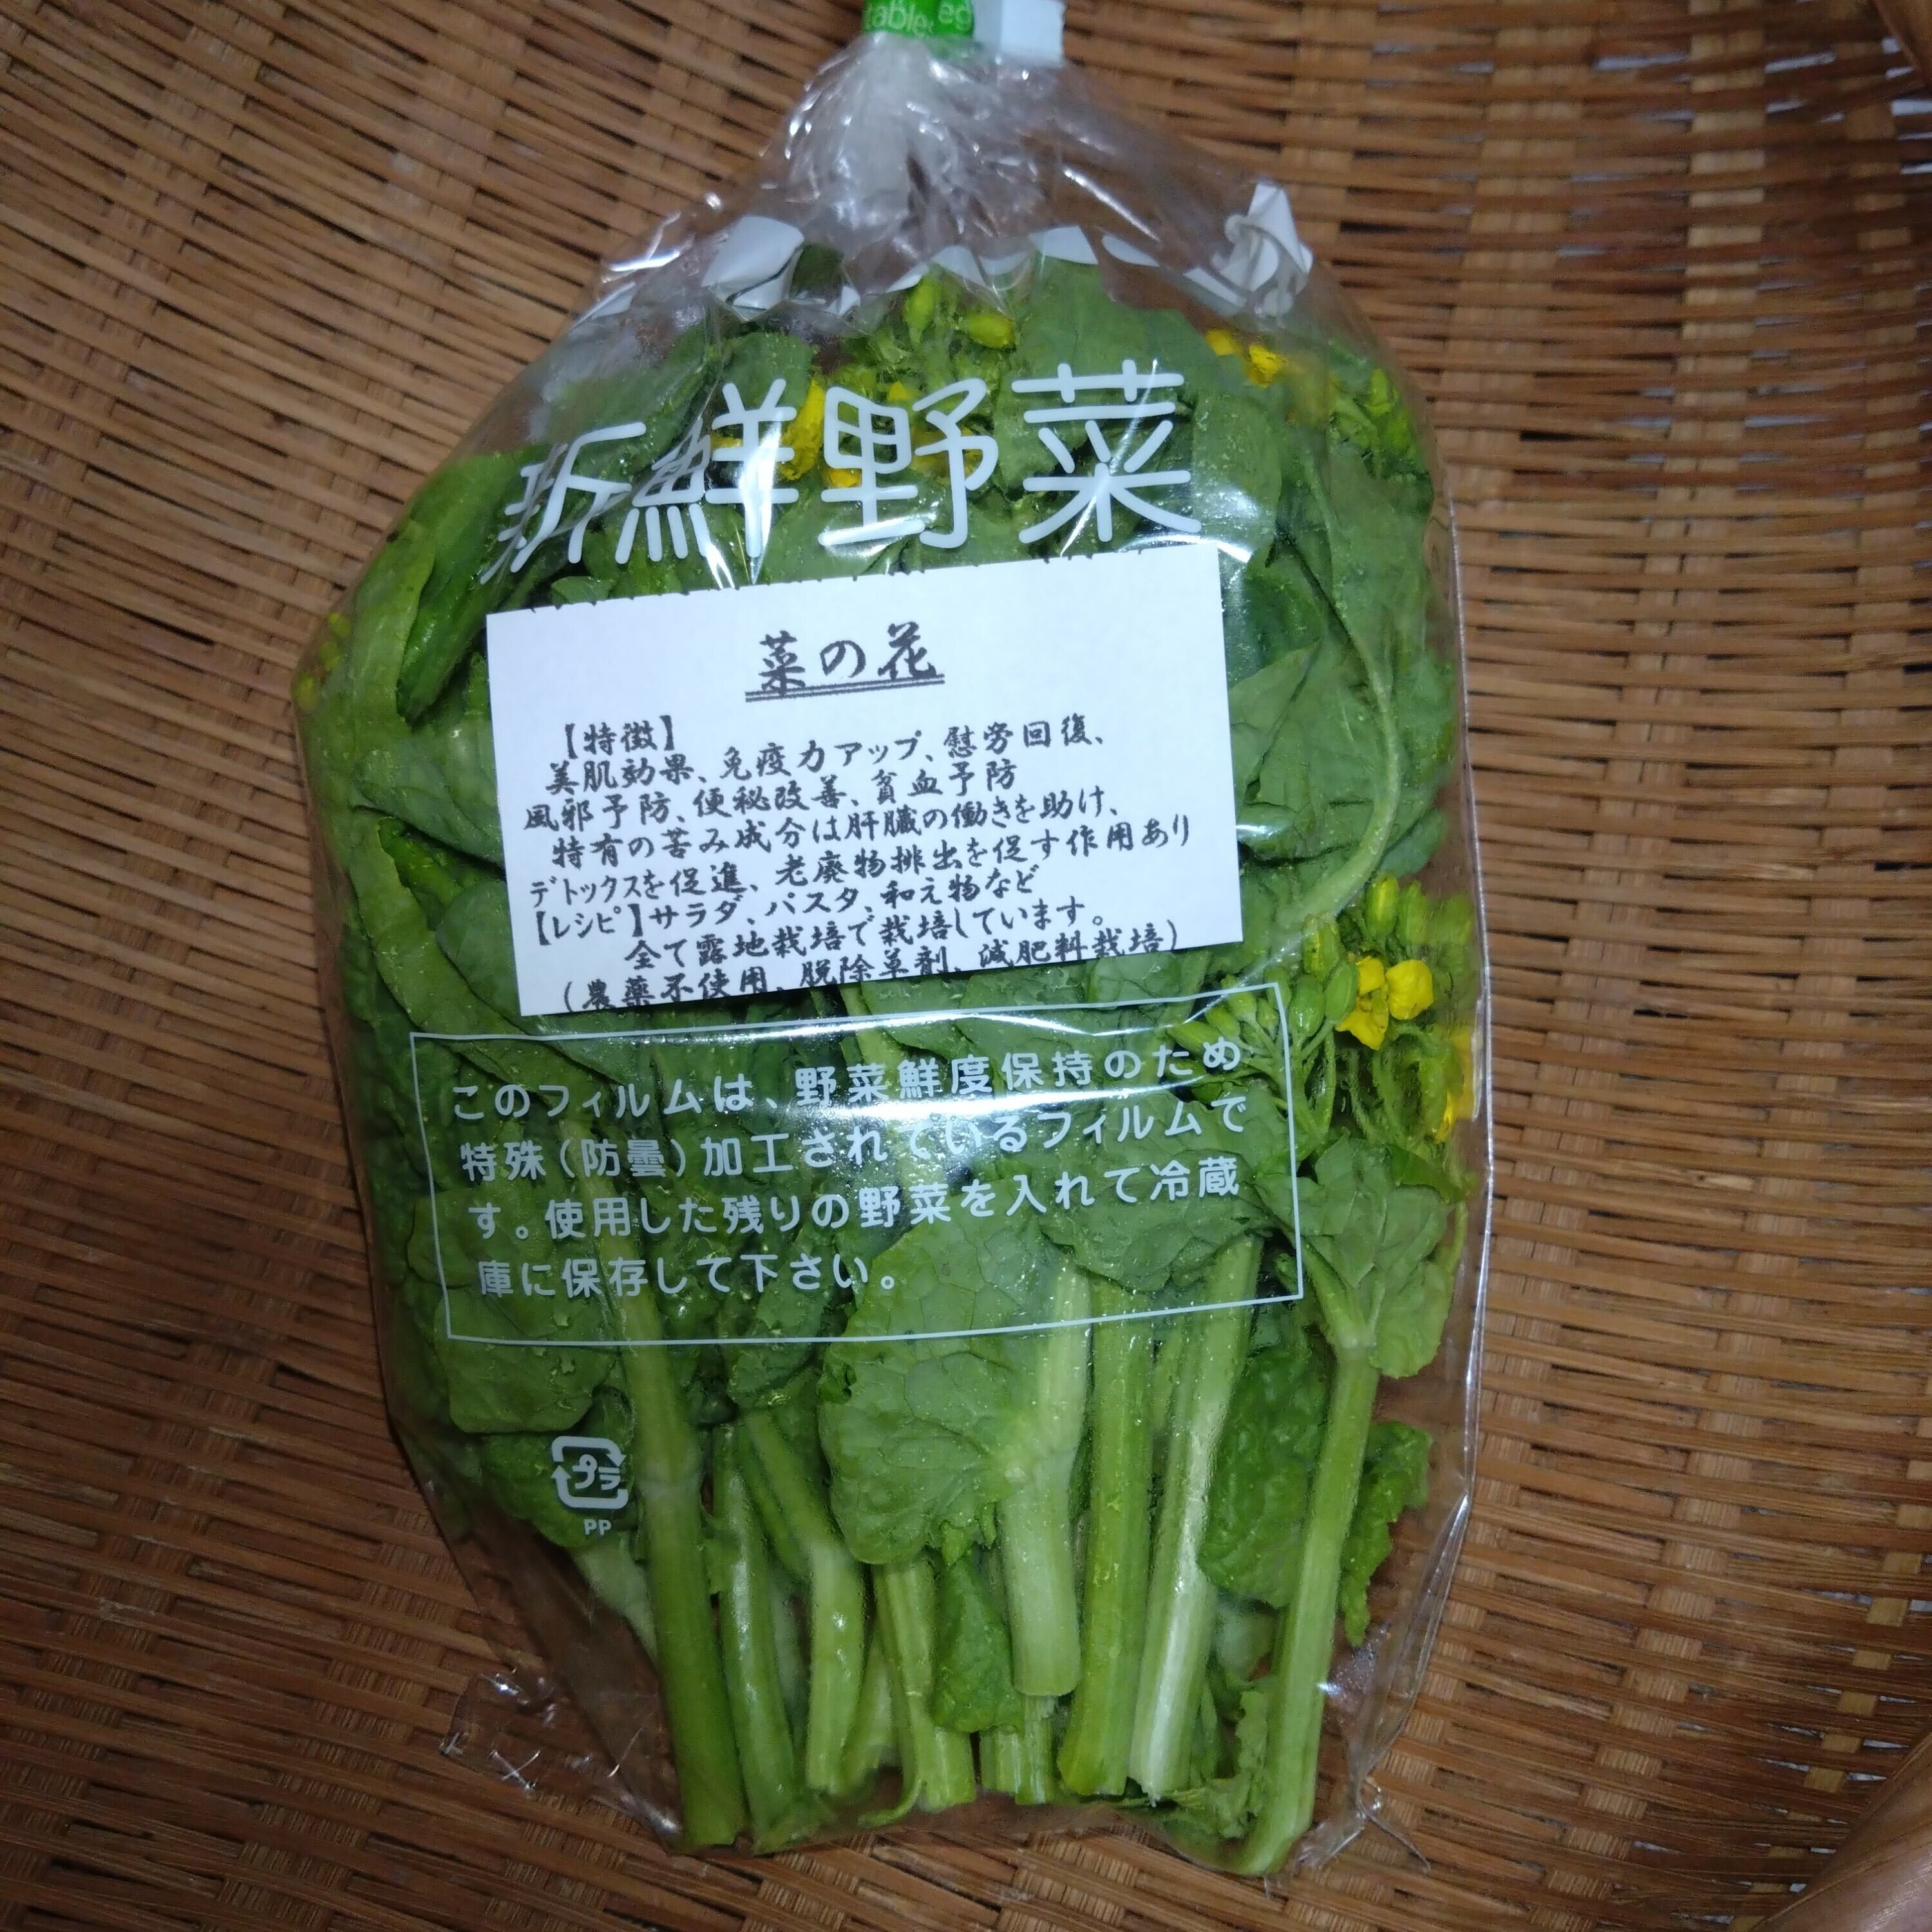 新鮮野菜
菜の花
【特徴】
美肌効果、免疫力アップ、慰労回復、
風邪予防、便秘改善、貧血予防
特有の苦み成分は肝臓の働きを助け、
デトックスを促進、老廃物排出を促す作用あり
【レシピ】サラダ、パスタ、和え物など
全て露地栽培で栽培しています。
(農薬不使用、脱除草剤、減肥料栽培)
このフィルムは、野菜鮮度保持のため
特殊(防曇)加工されているフィルムで
す。使用した残りの野菜を入れて冷蔵
庫に保存して下さい。
プラ
PP